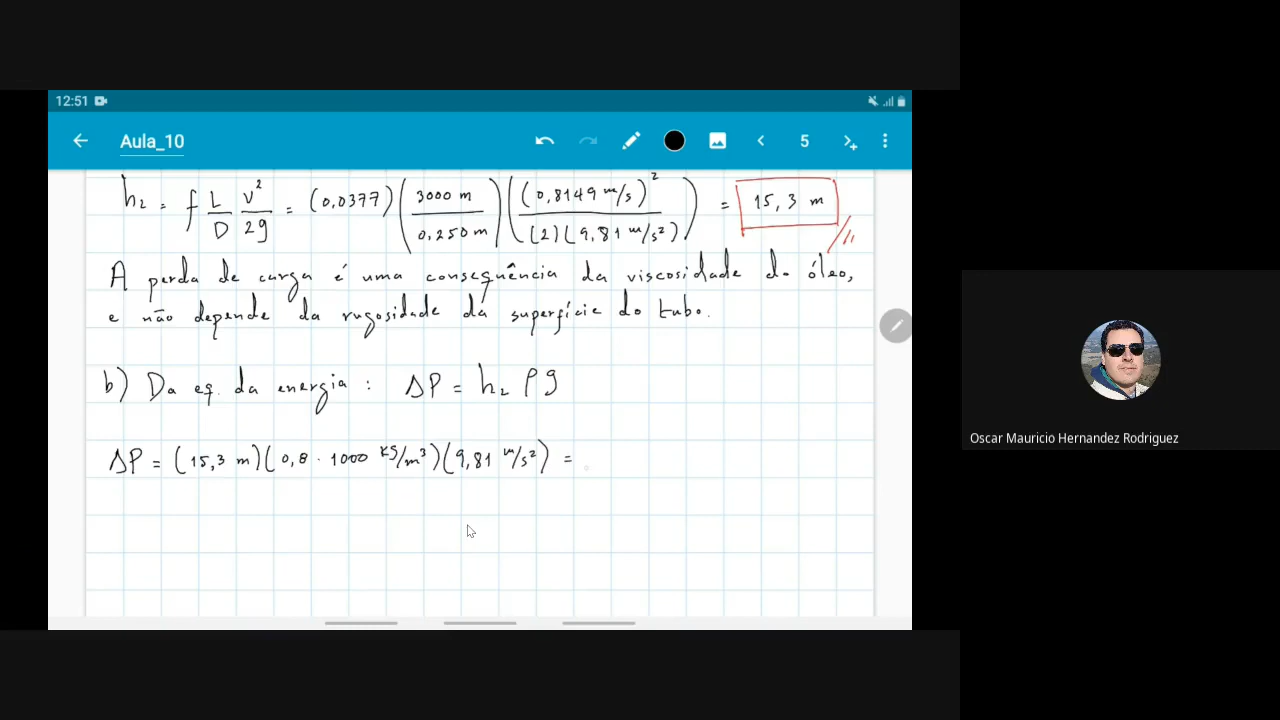 12:51
Aula_10
5
h₂ = f L/D V²/2g = (0,0377) (3000 m / 0,250 m) ((0,8149 m/s)² / (2)(9,81 m/s²)) = 15,3 m
A perda de carga é uma consequência da viscosidade do óleo,
e não depende da rugosidade da superfície do tubo.
b) Da eq. da energia : ΔP = h₂ ρ g
ΔP = (15,3 m)(0,8 · 1000 kg/m³)(9,81 m/s²) =
Oscar Mauricio Hernandez Rodriguez